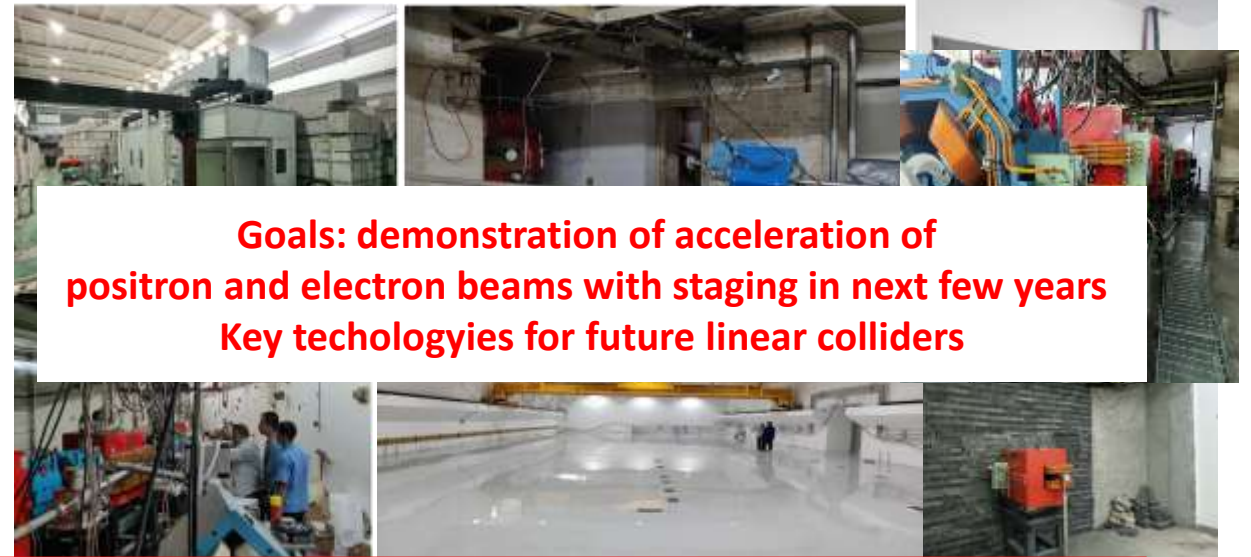 Goals: demonstration of acceleration of
positron and electron beams with staging in next few years
Key techologyies for future linear colliders